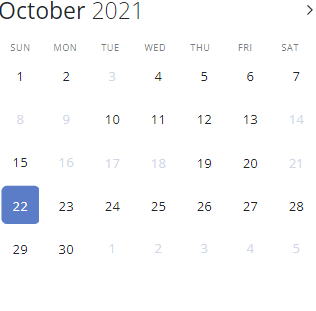 October 2021
SUN MON TUE WED THU FRI SAT
1 2 3 4 5 6 7
8 9 10 11 12 13 14
15 16 17 18 19 20 21
22 23 24 25 26 27 28
29 30 1 2 3 4 5